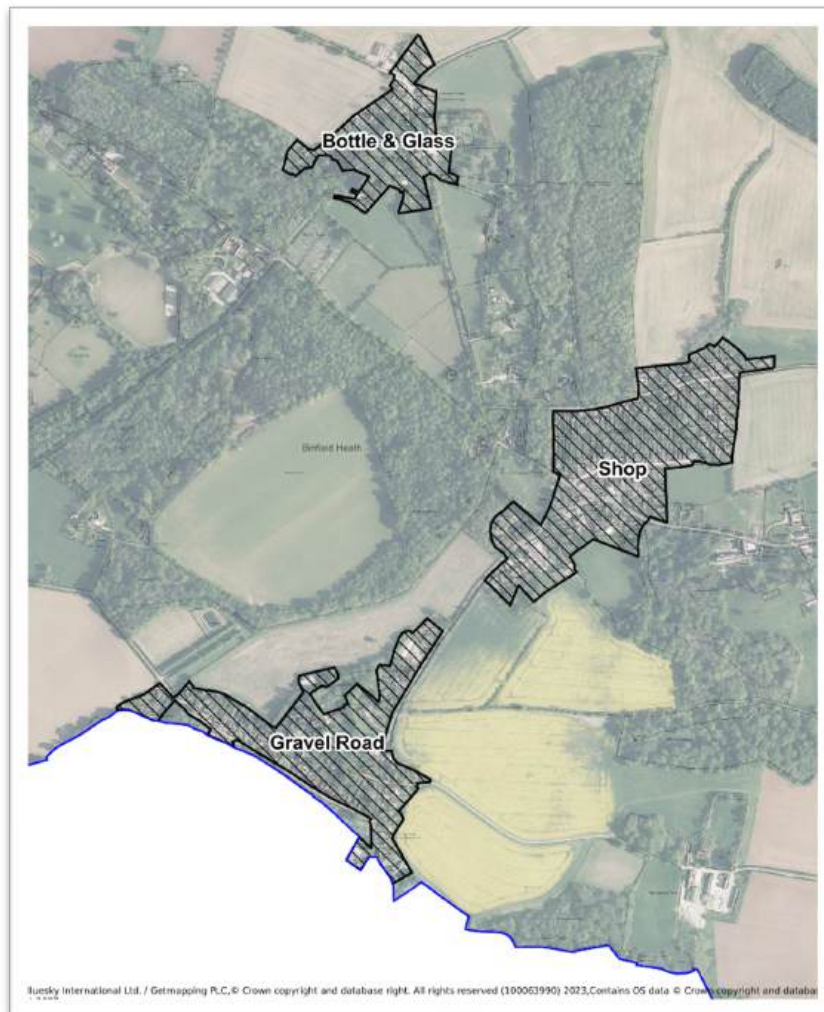 Bottle & Glass
Binfield Heath
Shop
Gravel Road
lluesky International Ltd. / Getmapping PLC,© Crown copyright and database right. All rights reserved (100063990) 2023,Contains OS data © Crown copyright and databa